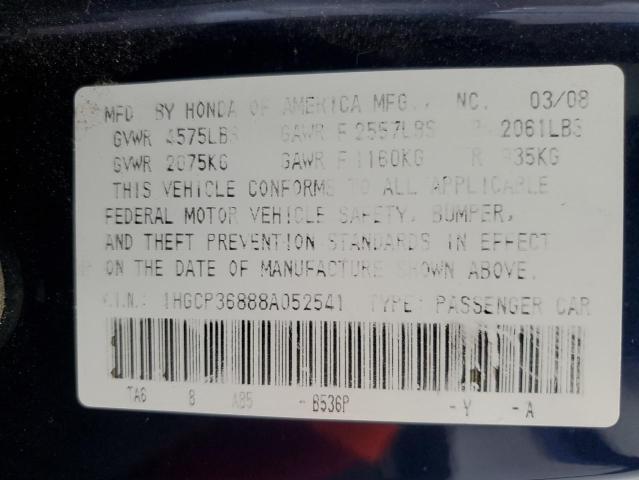 MFD. BY HONDA OF AMERICA MFG., INC. 03/08
GVWR 4575LBS GAWR F 2557LBS R 2061LBS
GVWR 2075KG GAWR F 1160KG R 935KG
THIS VEHICLE CONFORMS TO ALL APPLICABLE
FEDERAL MOTOR VEHICLE SAFETY, BUMPER,
AND THEFT PREVENTION STANDARDS IN EFFECT
ON THE DATE OF MANUFACTURE SHOWN ABOVE.
V.I.N.: 1HGCP36888A052541 TYPE: PASSENGER CAR
TA6 8 A85 - B536P - Y - A